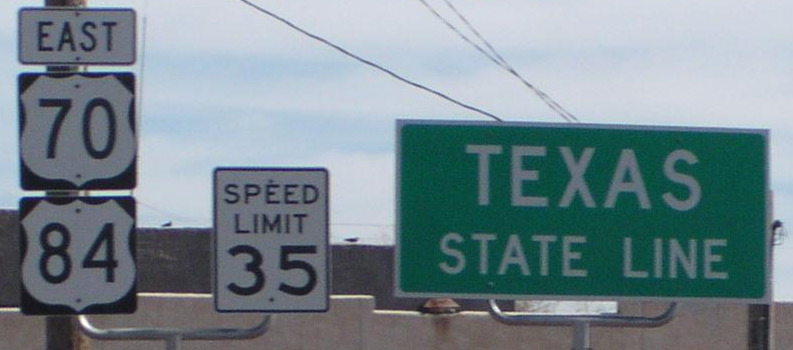 EAST
70
84
SPEED
LIMIT
35
TEXAS
STATE LINE